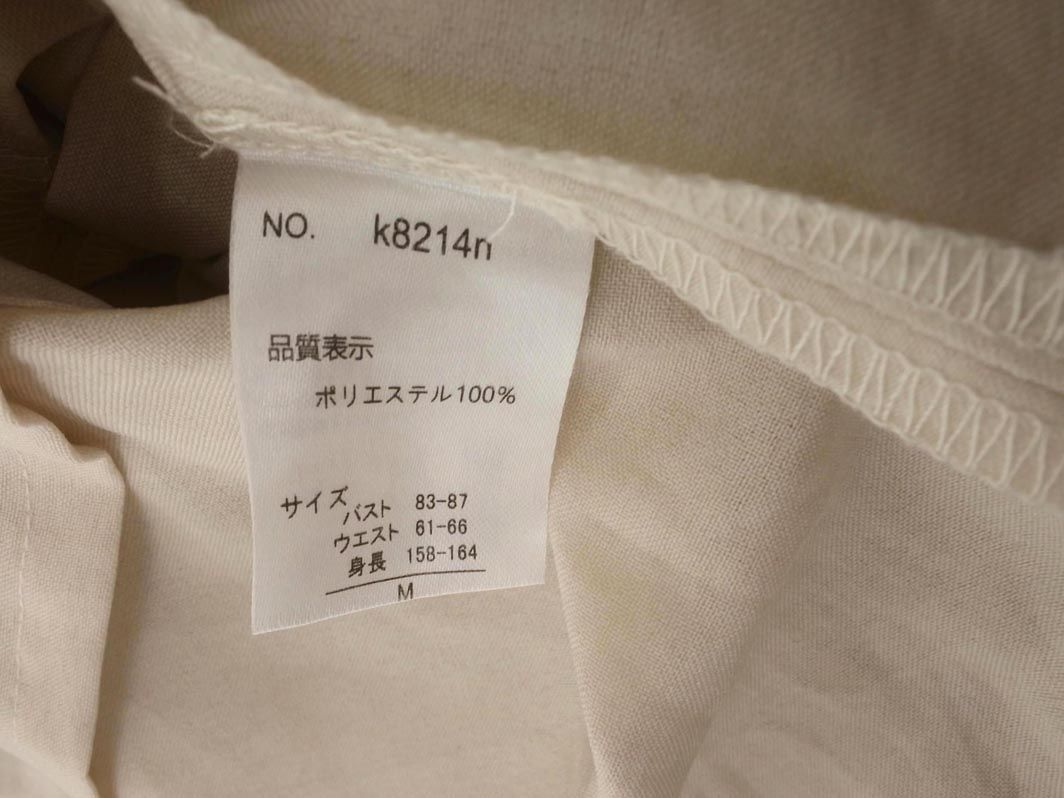 NO. k8214n
品質表示
ポリエステル100%
サイズ
バスト 83-87
ウエスト 61-66
身長 158-164
M